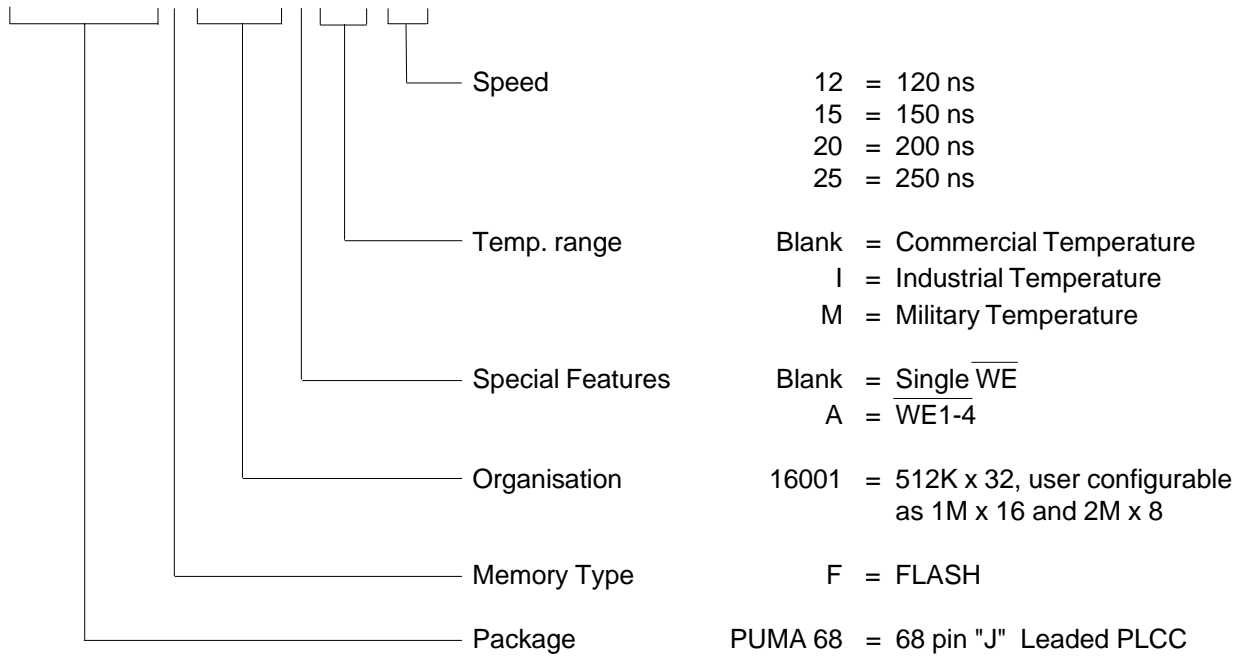 Speed 12 = 120 ns
15 = 150 ns
20 = 200 ns
25 = 250 ns
Temp. range Blank = Commercial Temperature
I = Industrial Temperature
M = Military Temperature
Special Features Blank = Single WE
A = WE1-4
Organisation 16001 = 512K x 32, user configurable
as 1M x 16 and 2M x 8
Memory Type F = FLASH
Package PUMA 68 = 68 pin "J" Leaded PLCC